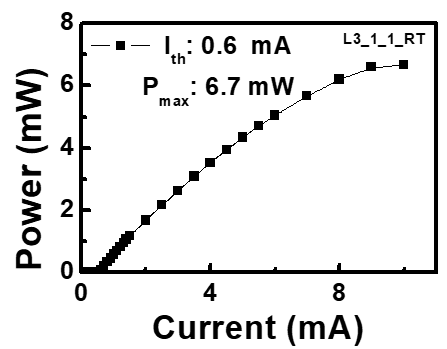 8
6
4
2
0
Power (mW)
I_th: 0.6 mA
L3_1_1_RT
P_max: 6.7 mW
0 4 8
Current (mA)